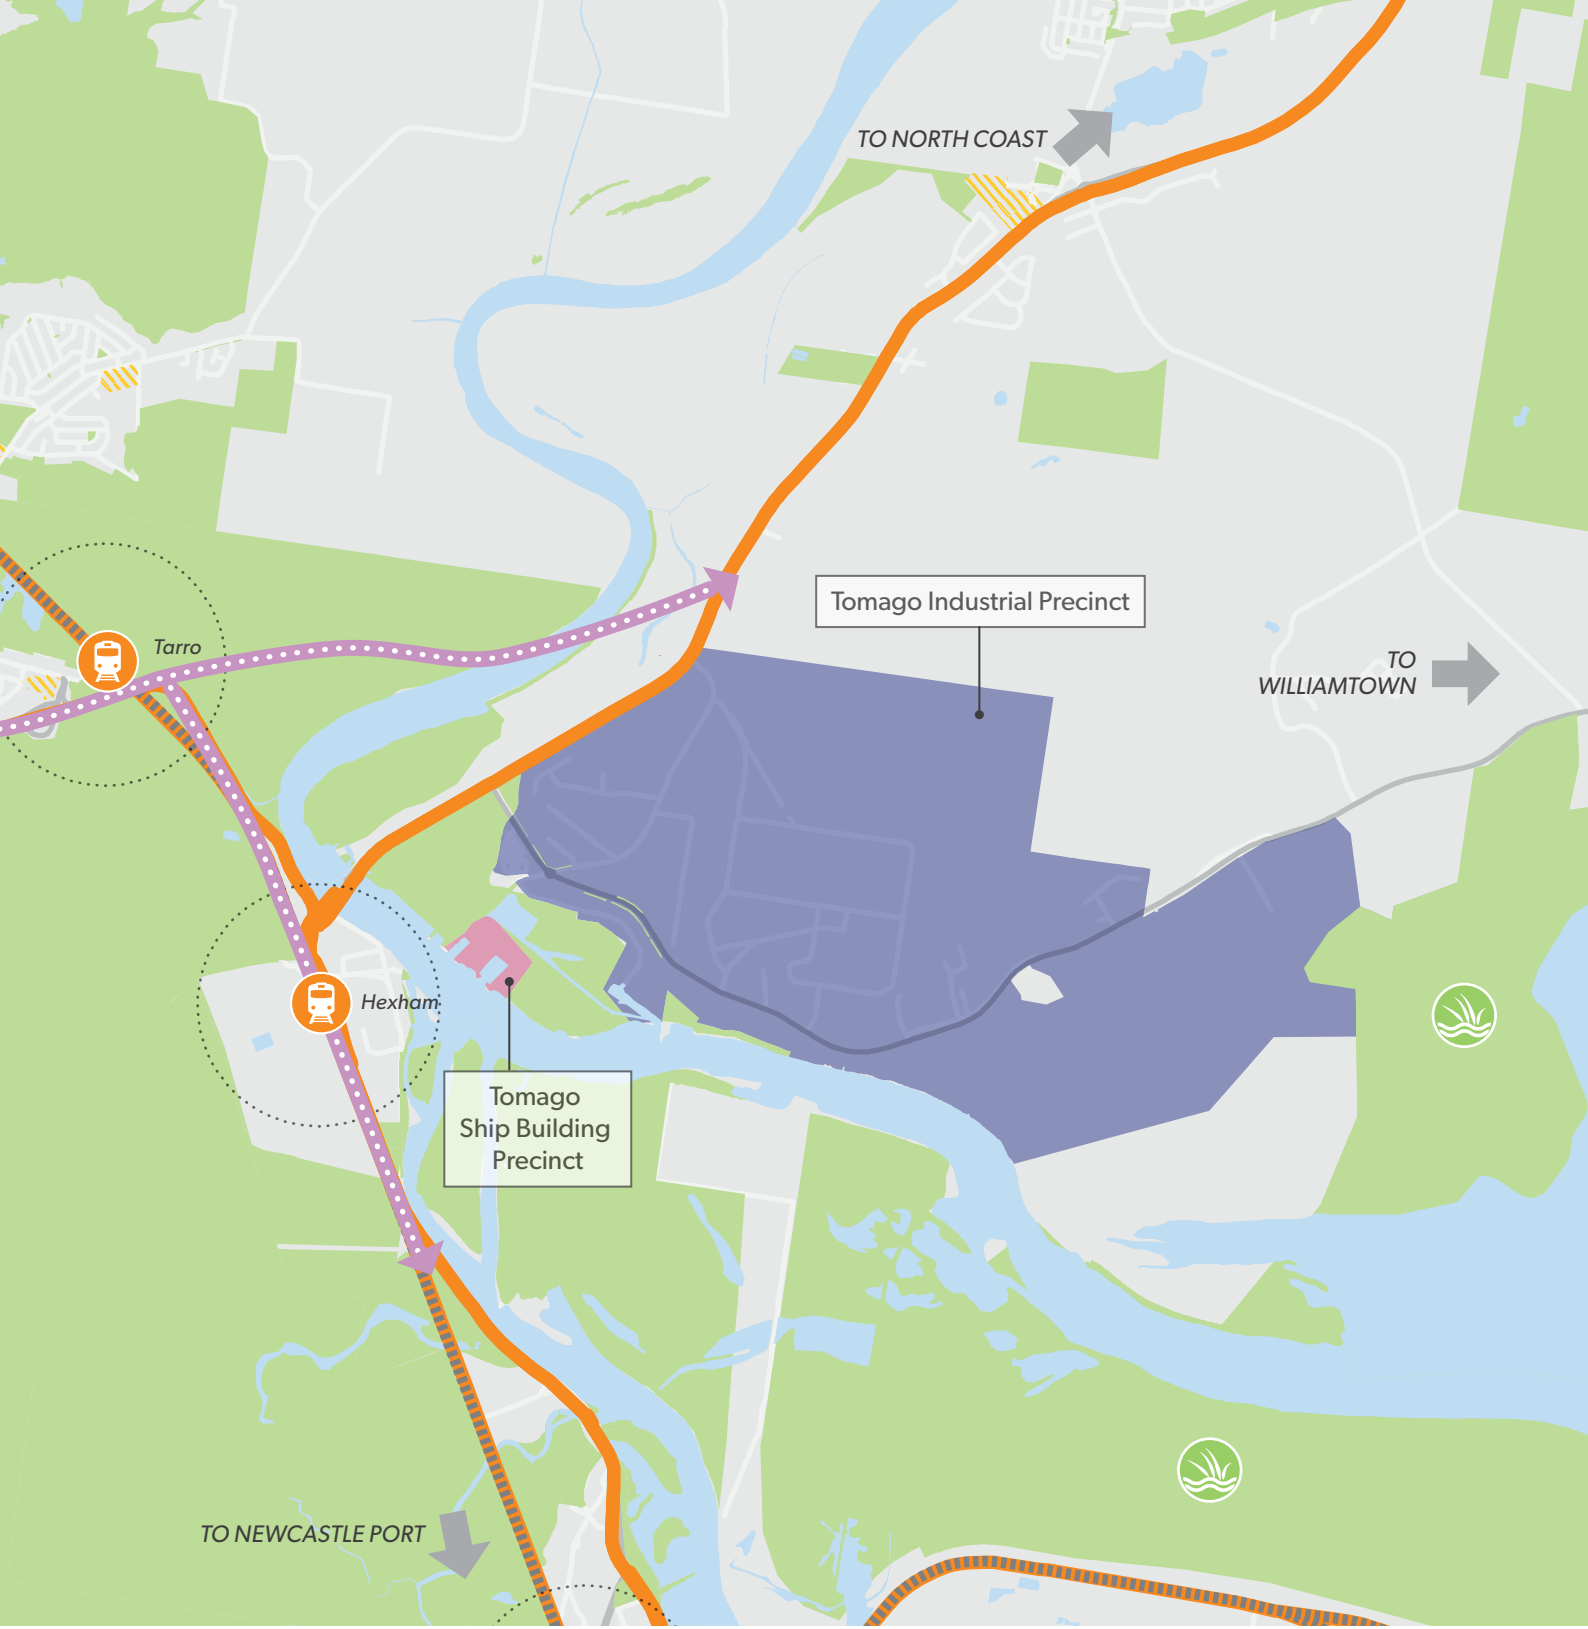 TO NORTH COAST
Tomago Industrial Precinct
Tarro
TO
WILLIAMTOWN
Hexham
Tomago
Ship Building
Precinct
TO NEWCASTLE PORT